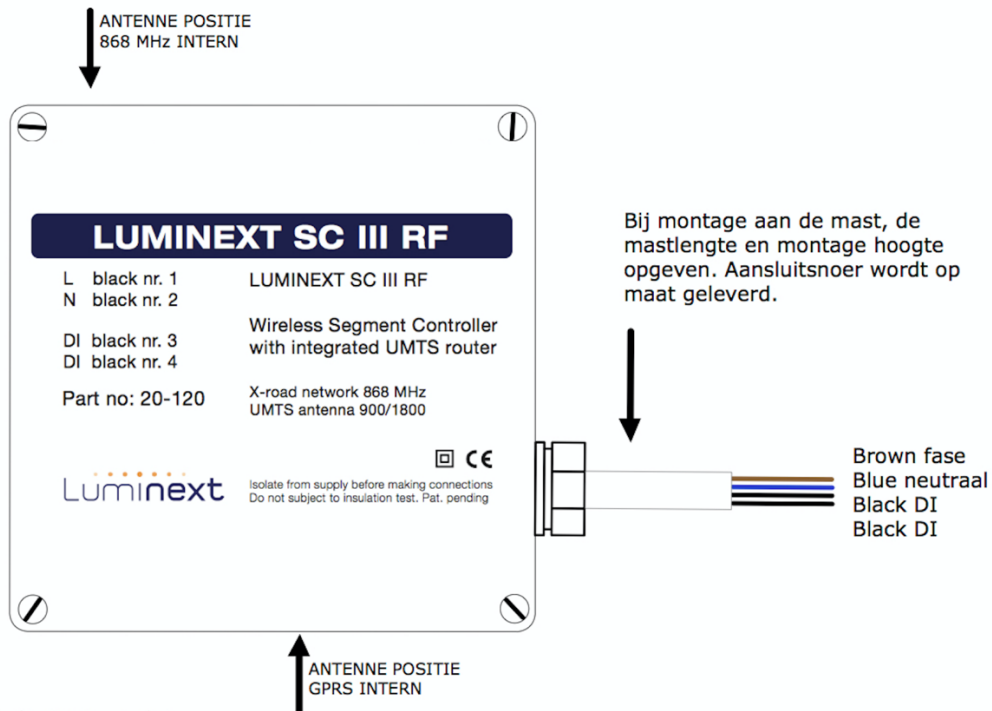 ANTENNE POSITIE
868 MHz INTERN
LUMINEXT SC III RF
L black nr. 1
N black nr. 2
DI black nr. 3
DI black nr. 4
Part no: 20-120
LUMINEXT SC III RF
Wireless Segment Controller
with integrated UMTS router
X-road network 868 MHz
UMTS antenna 900/1800
CE
Luminext
Isolate from supply before making connections
Do not subject to insulation test. Pat. pending
Bij montage aan de mast, de
mastlengte en montage hoogte
opgeven. Aansluitsnoer wordt op
maat geleverd.
Brown fase
Blue neutraal
Black DI
Black DI
ANTENNE POSITIE
GPRS INTERN